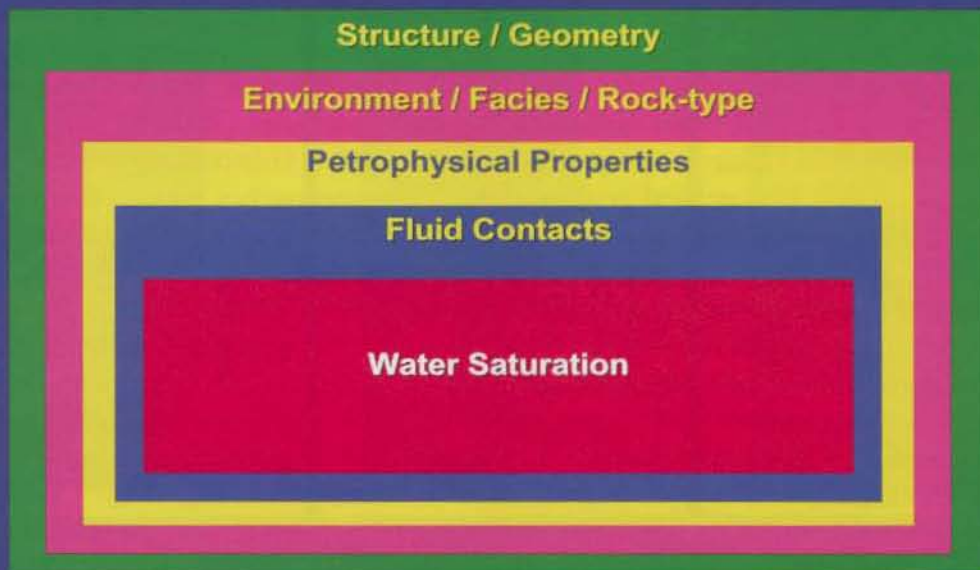 Structure / Geometry
Environment / Facies / Rock-type
Petrophysical Properties
Fluid Contacts
Water Saturation